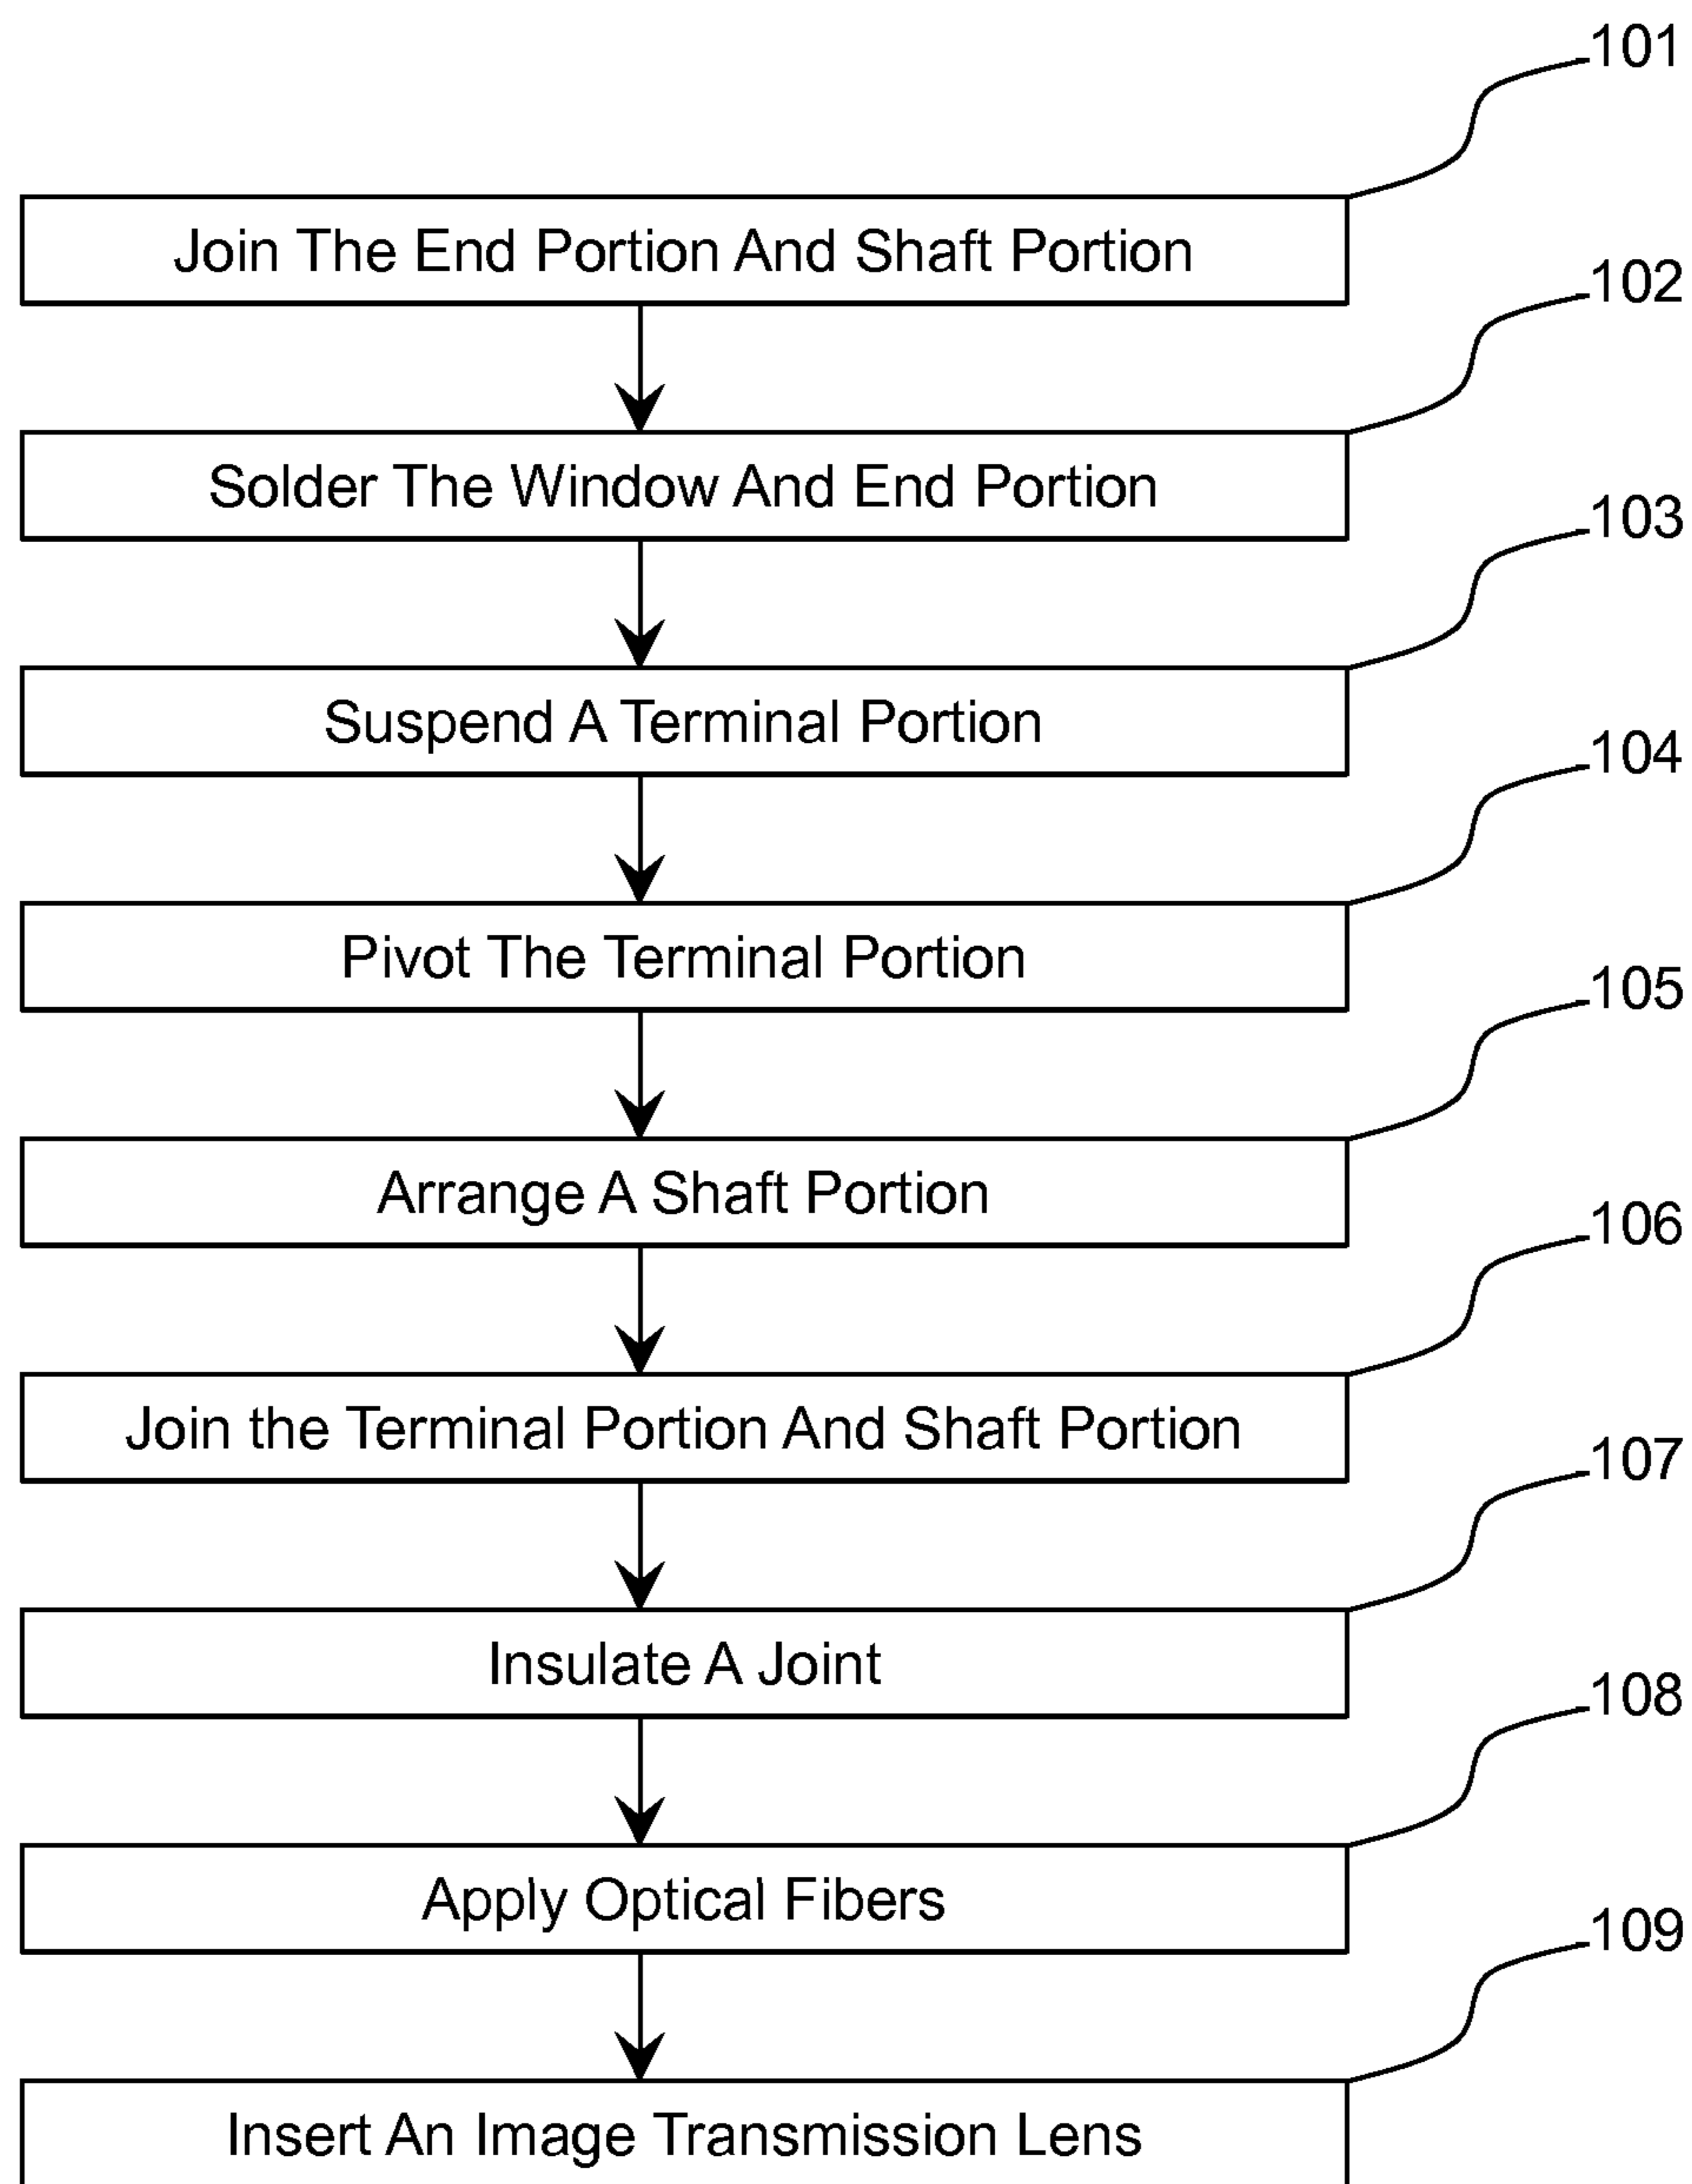 101
Join The End Portion And Shaft Portion
102
Solder The Window And End Portion
103
Suspend A Terminal Portion
104
Pivot The Terminal Portion
105
Arrange A Shaft Portion
106
Join the Terminal Portion And Shaft Portion
107
Insulate A Joint
108
Apply Optical Fibers
109
Insert An Image Transmission Lens